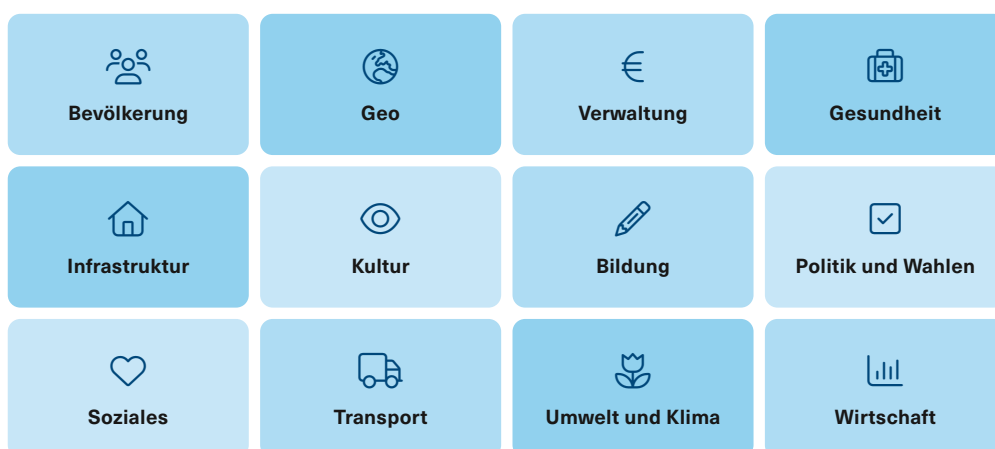 Bevölkerung
Geo
Verwaltung
Gesundheit
Infrastruktur
Kultur
Bildung
Politik und Wahlen
Soziales
Transport
Umwelt und Klima
Wirtschaft